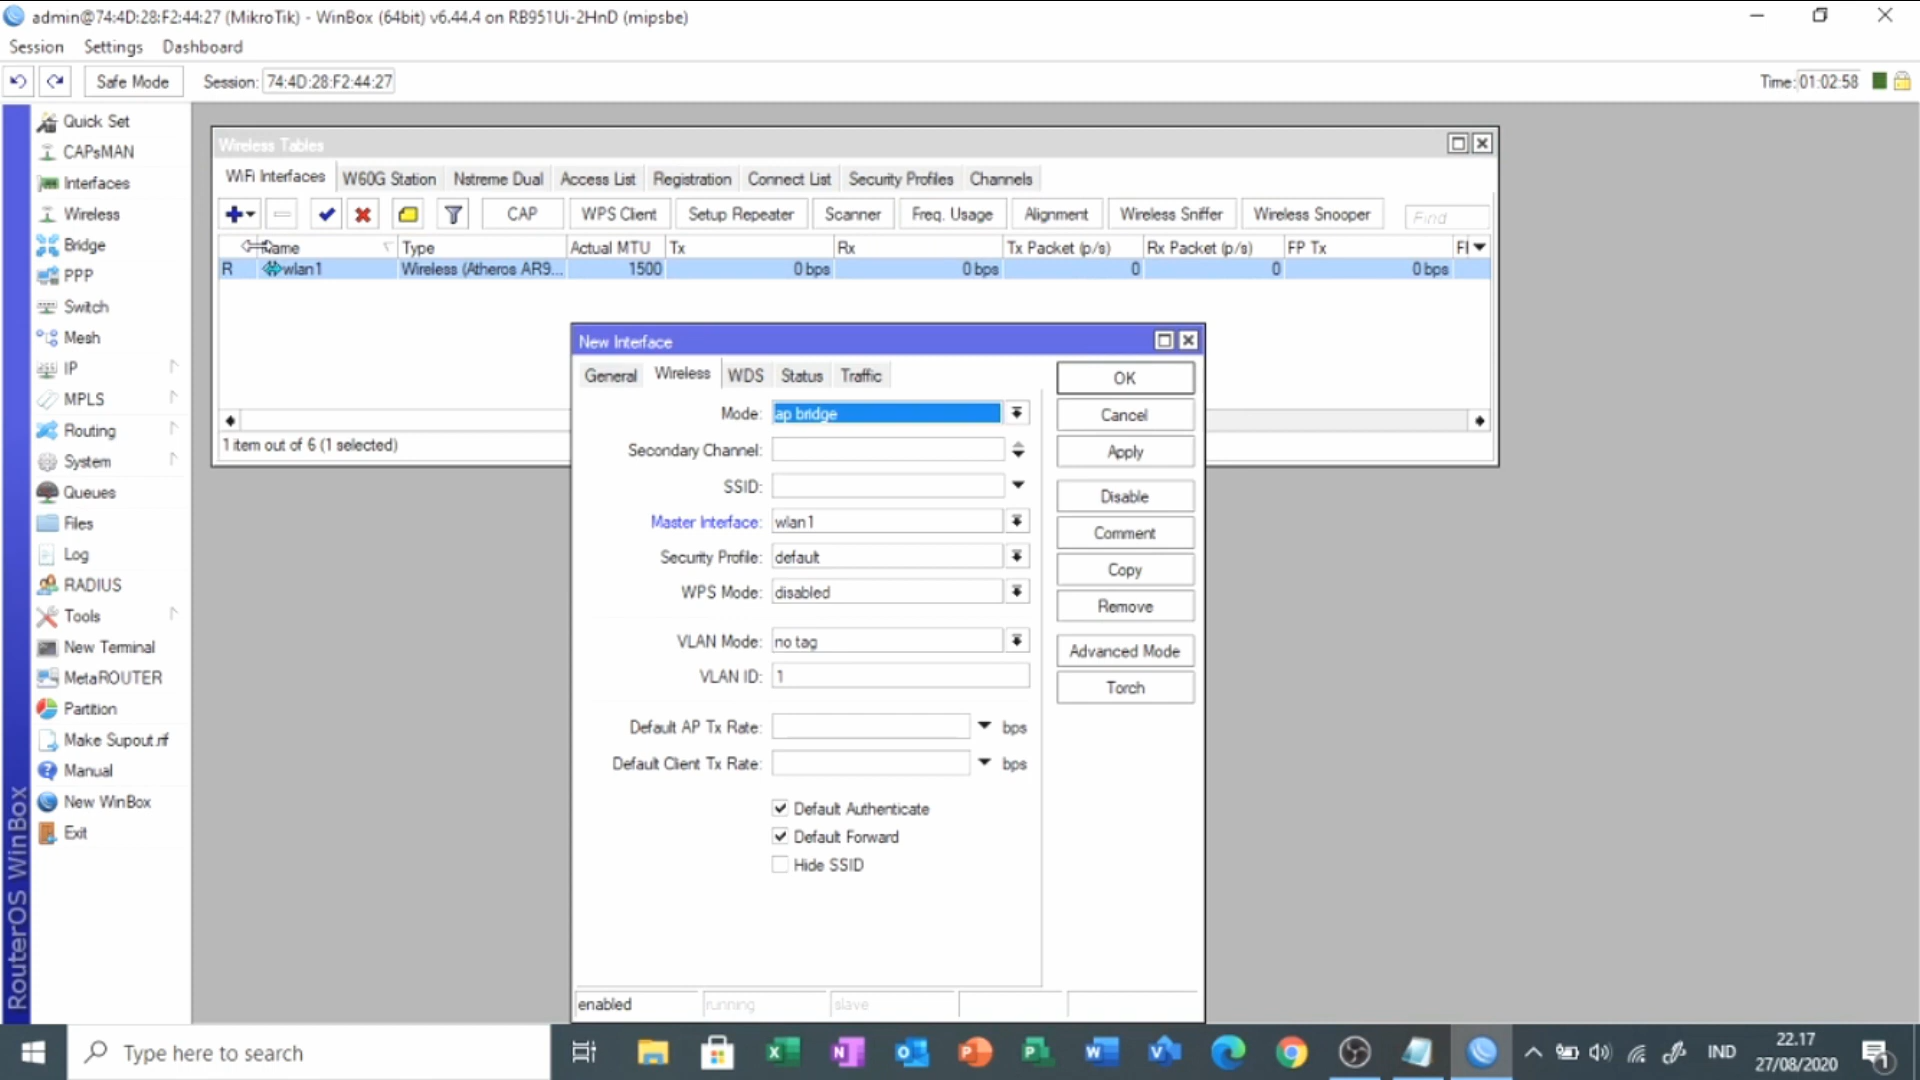 admin@74:4D:28:F2:44:27 (MikroTik) - WinBox (64bit) v6.44.4 on RB951Ui-2HnD (mipsbe)
Session Settings Dashboard
Safe Mode Session: 74:4D:28:F2:44:27 Time: 01:02:58
Quick Set
CAPsMAN
Interfaces
Wireless
Bridge
PPP
Switch
Mesh
IP
MPLS
Routing
System
Queues
Files
Log
RADIUS
Tools
New Terminal
MetaROUTER
Partition
Make Supout.rif
Manual
New WinBox
Exit
RouterOS WinBox
Wireless Tables
WiFi Interfaces W60G Station Nstreme Dual Access List Registration Connect List Security Profiles Channels
CAP WPS Client Setup Repeater Scanner Freq. Usage Alignment Wireless Sniffer Wireless Snooper Find
Name Type Actual MTU Tx Rx Tx Packet (p/s) Rx Packet (p/s) FP Tx
R wlan1 Wireless (Atheros AR9... 1500 0 bps 0 bps 0 0 0 bps
1 item out of 6 (1 selected)
New Interface
General Wireless WDS Status Traffic
Mode: ap bridge
Secondary Channel:
SSID:
Master Interface: wlan1
Security Profile: default
WPS Mode: disabled
VLAN Mode: no tag
VLAN ID: 1
Default AP Tx Rate: bps
Default Client Tx Rate: bps
Default Authenticate
Default Forward
Hide SSID
OK
Cancel
Apply
Disable
Comment
Copy
Remove
Advanced Mode
Torch
enabled running slave
Type here to search
IND
22.17
27/08/2020
1